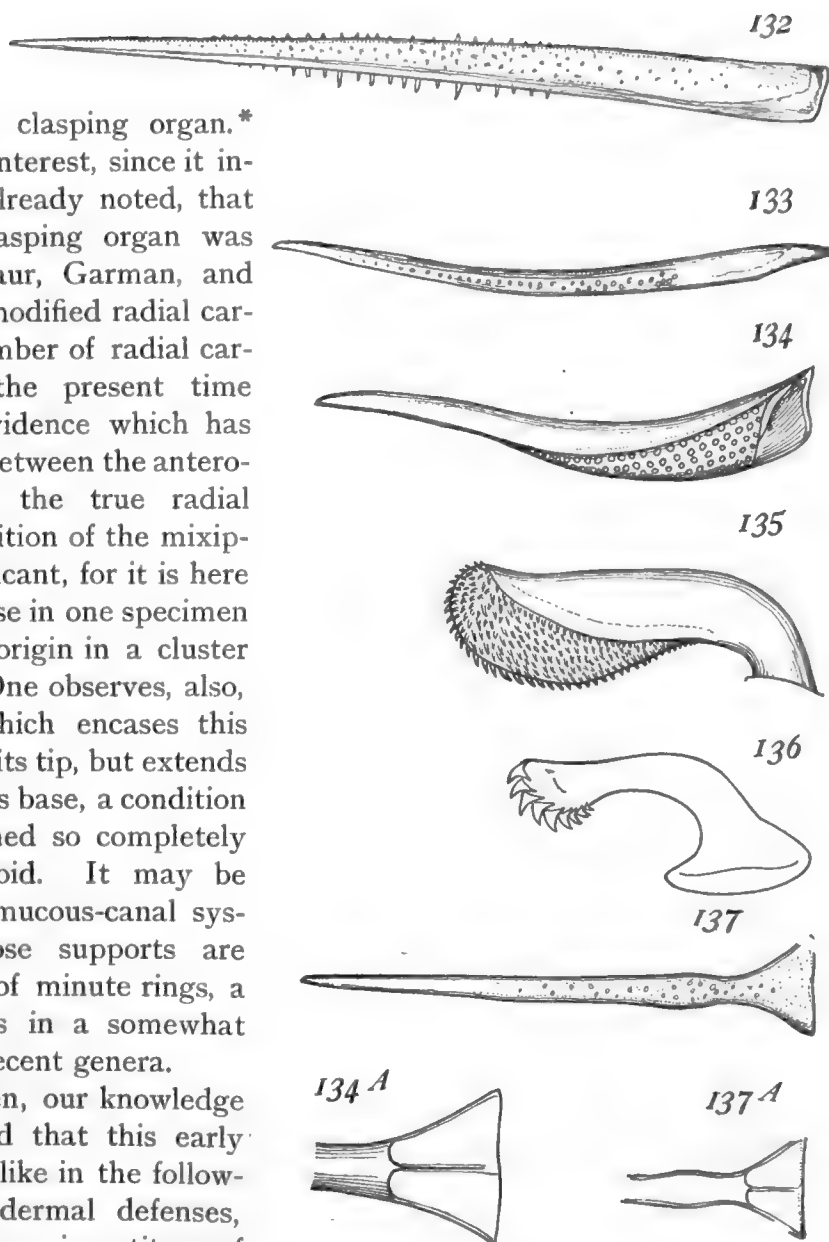 132
clasping organ.*
nterest, since it in-
lready noted, that
asping organ was
aur, Garman, and
nodified radial car-
mber of radial car-
the present time
vidence which has
etween the antero-
the true radial
ition of the mixip-
icant, for it is here
se in one specimen
origin in a cluster
One observes, also,
hich encases this
its tip, but extends
s base, a condition
ned so completely
oid. It may be
mucous-canal sys-
ose supports are
of minute rings, a
s in a somewhat
ecent genera.
en, our knowledge
d that this early
like in the follow-
dermal defenses,
133
134
135
136
137
134 A
137 A